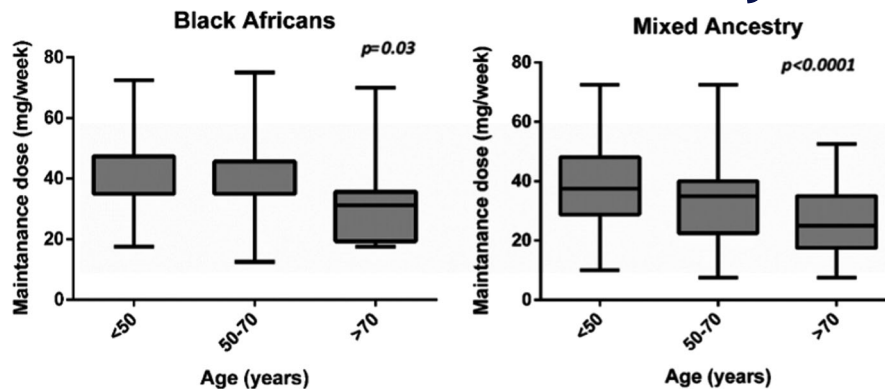 Black Africans
p=0.03
Maintanance dose (mg/week)
80
60
40
20
0
<50
50-70
>70
Age (years)
Mixed Ancestry
p<0.0001
Maintanance dose (mg/week)
80
60
40
20
0
<50
50-70
>70
Age (years)